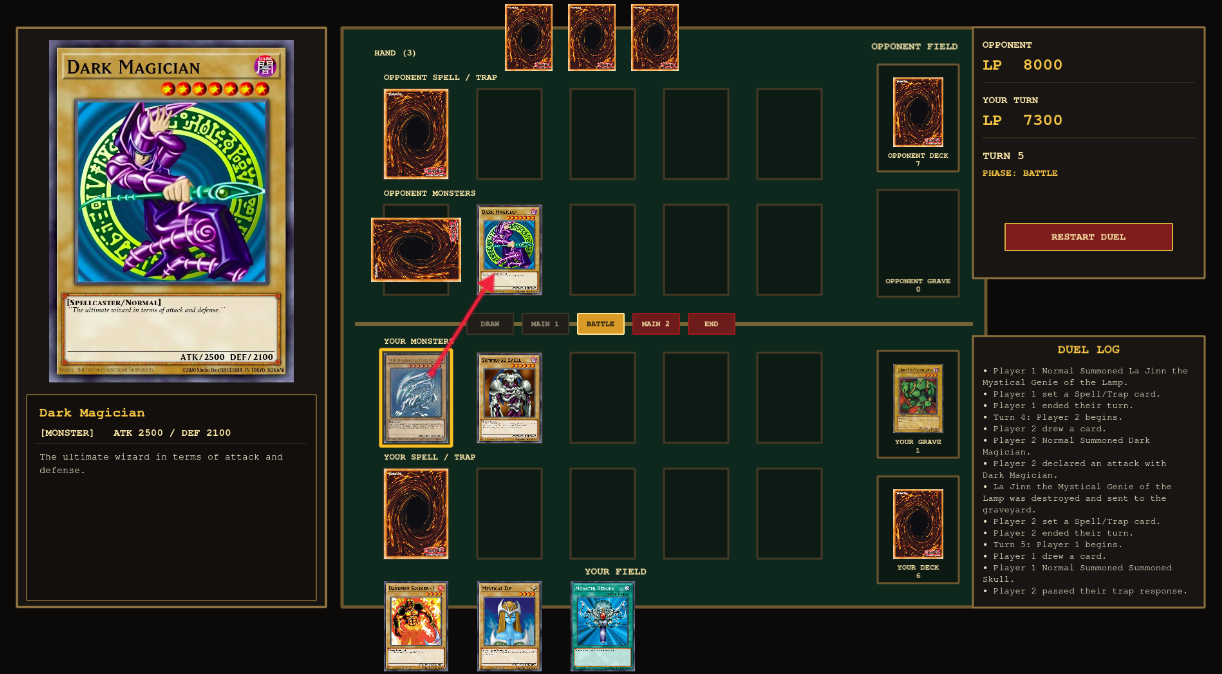 DARK MAGICIAN
闇
[SPELLCASTER/NORMAL]
"The ultimate wizard in terms of attack and defense."
ATK/2500 DEF/2100
Dark Magician
[MONSTER] ATK 2500 / DEF 2100
The ultimate wizard in terms of attack and
defense.
HAND (3)
OPPONENT FIELD
OPPONENT SPELL / TRAP
OPPONENT DECK
7
OPPONENT MONSTERS
DARK MAGICIAN
OPPONENT GRAVE
0
DRAW
MAIN 1
BATTLE
MAIN 2
END
YOUR MONSTERS
SUMMONED SKULL
YOUR GRAVE
1
YOUR SPELL / TRAP
YOUR DECK
6
YOUR FIELD
MYSTICAL ELF
MONSTER REBORN
OPPONENT
LP 8000
YOUR TURN
LP 7300
TURN 5
PHASE: BATTLE
RESTART DUEL
DUEL LOG
• Player 1 Normal Summoned La Jinn the
Mystical Genie of the Lamp.
• Player 1 set a Spell/Trap card.
• Player 1 ended their turn.
• Turn 4: Player 2 begins.
• Player 2 drew a card.
• Player 2 Normal Summoned Dark
Magician.
• Player 2 declared an attack with
Dark Magician.
• La Jinn the Mystical Genie of the
Lamp was destroyed and sent to the
graveyard.
• Player 2 set a Spell/Trap card.
• Player 2 ended their turn.
• Turn 5: Player 1 begins.
• Player 1 drew a card.
• Player 1 Normal Summoned Summoned
Skull.
• Player 2 passed their trap response.